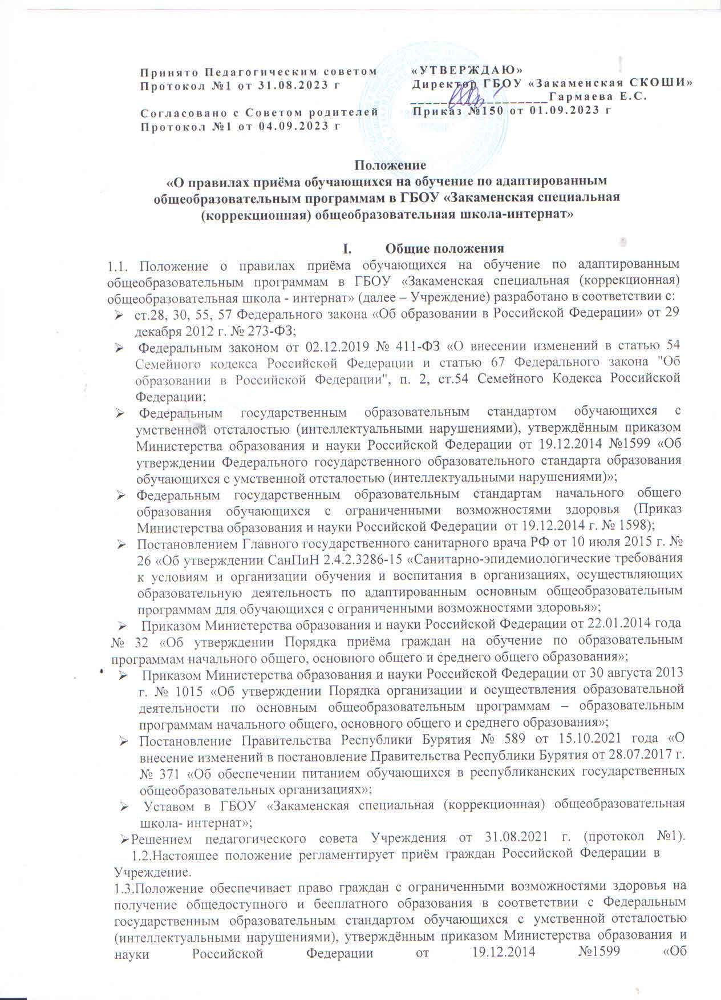 Принято Педагогическим советом
Протокол №1 от 31.08.2023 г
Согласовано с Советом родителей
Протокол №1 от 04.09.2023 г
«УТВЕРЖДАЮ»
Директор ГБОУ «Закаменская СКОШИ»
__________________Гармаева Е.С.
Приказ №150 от 01.09.2023 г
Положение
«О правилах приёма обучающихся на обучение по адаптированным
общеобразовательным программам в ГБОУ «Закаменская специальная
(коррекционная) общеобразовательная школа-интернат»
I. Общие положения
1.1. Положение о правилах приёма обучающихся на обучение по адаптированным
общеобразовательным программам в ГБОУ «Закаменская специальная (коррекционная)
общеобразовательная школа - интернат» (далее – Учреждение) разработано в соответствии с:
➢ ст.28, 30, 55, 57 Федерального закона «Об образовании в Российской Федерации» от 29
декабря 2012 г. № 273-ФЗ;
➢ Федеральным законом от 02.12.2019 № 411-ФЗ «О внесении изменений в статью 54
Семейного кодекса Российской Федерации и статью 67 Федерального закона "Об
образовании в Российской Федерации", п. 2, ст.54 Семейного Кодекса Российской
Федерации;
➢ Федеральным государственным образовательным стандартом обучающихся с
умственной отсталостью (интеллектуальными нарушениями), утверждённым приказом
Министерства образования и науки Российской Федерации от 19.12.2014 №1599 «Об
утверждении Федерального государственного образовательного стандарта образования
обучающихся с умственной отсталостью (интеллектуальными нарушениями)»;
➢ Федеральным государственным образовательным стандартам начального общего
образования обучающихся с ограниченными возможностями здоровья (Приказ
Министерства образования и науки Российской Федерации от 19.12.2014 г. № 1598);
➢ Постановлением Главного государственного санитарного врача РФ от 10 июля 2015 г. №
26 «Об утверждении СанПиН 2.4.2.3286-15 «Санитарно-эпидемиологические требования
к условиям и организации обучения и воспитания в организациях, осуществляющих
образовательную деятельность по адаптированным основным общеобразовательным
программам для обучающихся с ограниченными возможностями здоровья»;
➢ Приказом Министерства образования и науки Российской Федерации от 22.01.2014 года
№ 32 «Об утверждении Порядка приёма граждан на обучение по образовательным
программам начального общего, основного общего и среднего общего образования»;
➢ Приказом Министерства образования и науки Российской Федерации от 30 августа 2013
г. № 1015 «Об утверждении Порядка организации и осуществления образовательной
деятельности по основным общеобразовательным программам – образовательным
программам начального общего, основного общего и среднего образования»;
➢ Постановление Правительства Республики Бурятия № 589 от 15.10.2021 года «О
внесение изменений в постановление Правительства Республики Бурятия от 28.07.2017 г.
№ 371 «Об обеспечении питанием обучающихся в республиканских государственных
общеобразовательных организациях»;
➢ Уставом в ГБОУ «Закаменская специальная (коррекционная) общеобразовательная
школа- интернат»;
➢Решением педагогического совета Учреждения от 31.08.2021 г. (протокол №1).
1.2.Настоящее положение регламентирует приём граждан Российской Федерации в
Учреждение.
1.3.Положение обеспечивает право граждан с ограниченными возможностями здоровья на
получение общедоступного и бесплатного образования в соответствии с Федеральным
государственным образовательным стандартом обучающихся с умственной отсталостью
(интеллектуальными нарушениями), утверждённым приказом Министерства образования и
науки Российской Федерации от 19.12.2014 №1599 «Об